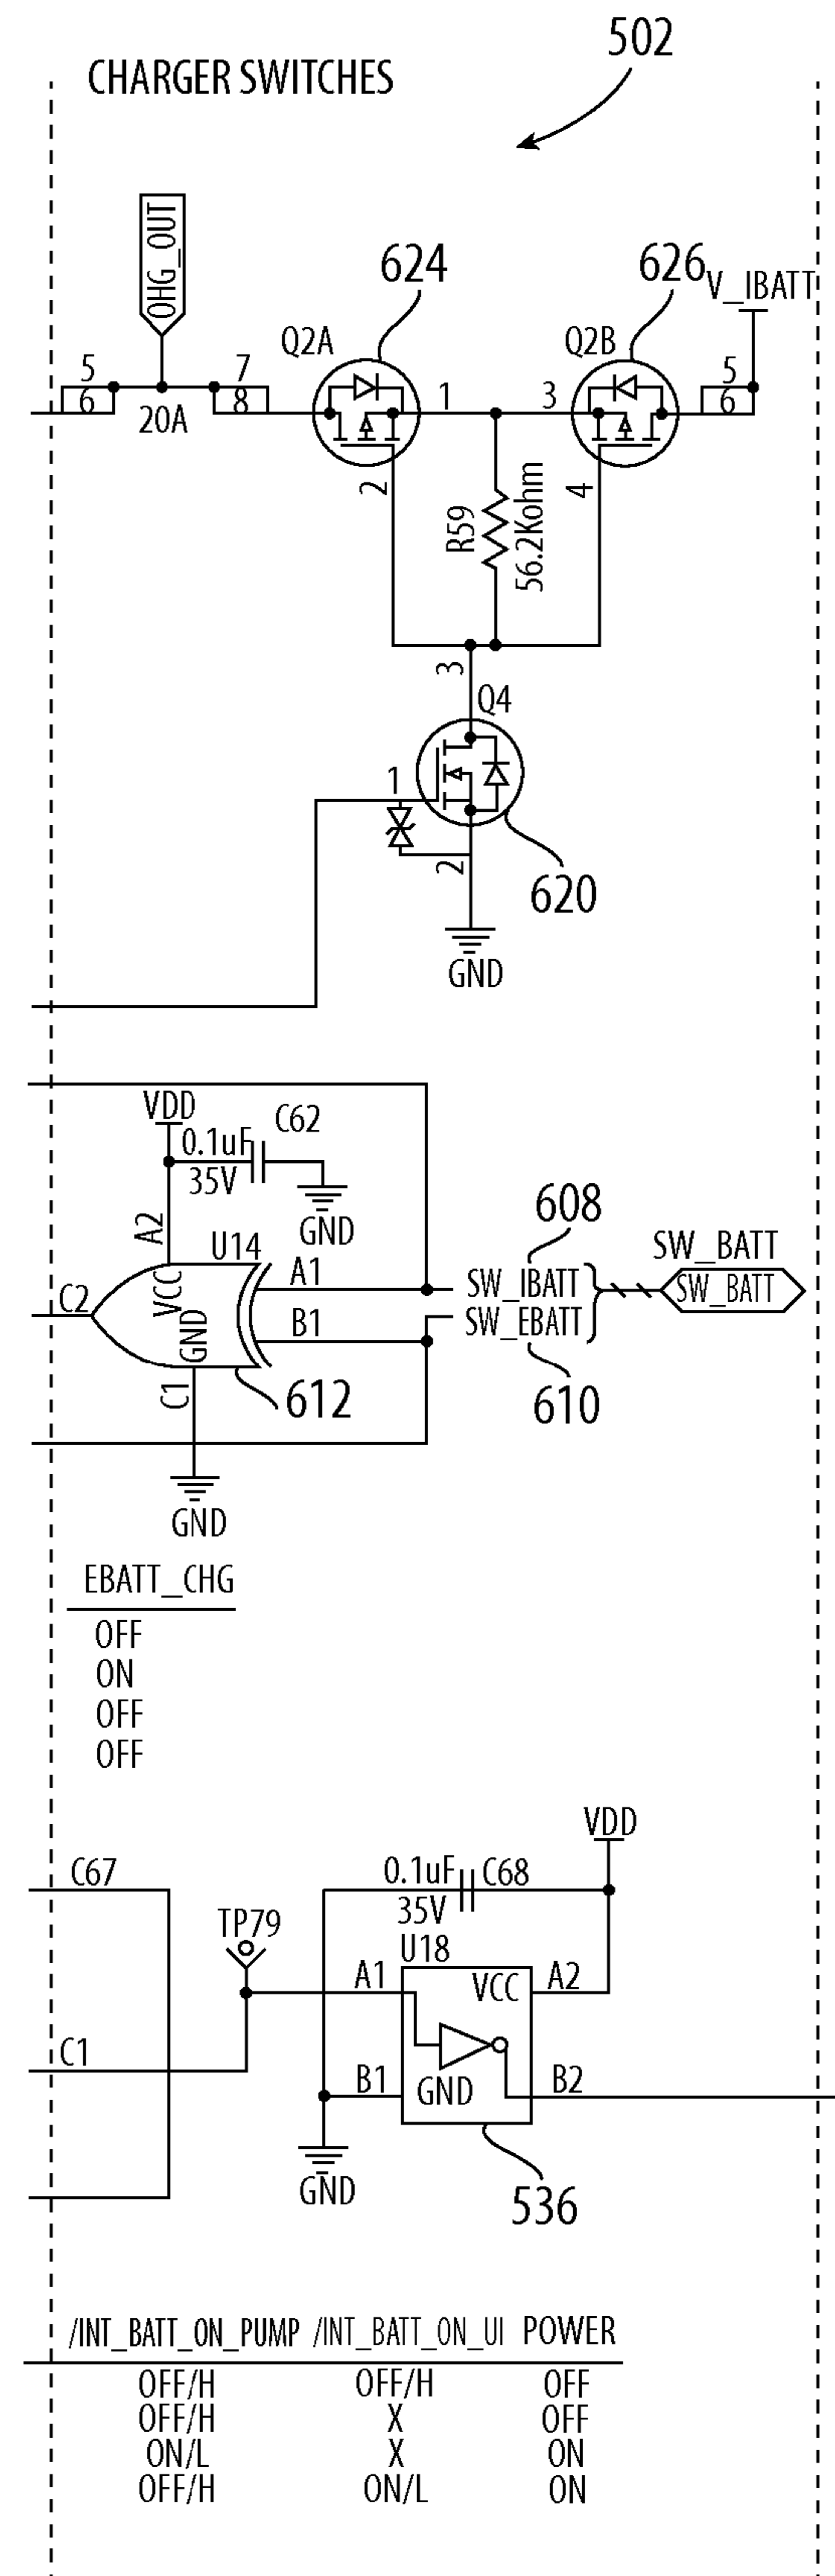 502
CHARGER SWITCHES
OHG_OUT
624
626
V_IBATT
Q2A
Q2B
5
6
7
8
20A
1
3
5
6
2
R59
56.2Kohm
4
3
Q4
1
2
620
GND
VDD
C62
0.1uF
35V
A2
GND
608
U14
A1
SW_IBATT
SW_BATT
SW_BATT
C2
VCC
GND
B1
SW_EBATT
C1
612
610
GND
EBATT_CHG
OFF
ON
OFF
OFF
VDD
C67
0.1uF
C68
35V
TP79
U18
A1
VCC
A2
C1
B1
GND
B2
GND
536
/INT_BATT_ON_PUMP /INT_BATT_ON_UI POWER
OFF/H OFF/H OFF
OFF/H X OFF
ON/L X ON
OFF/H ON/L ON